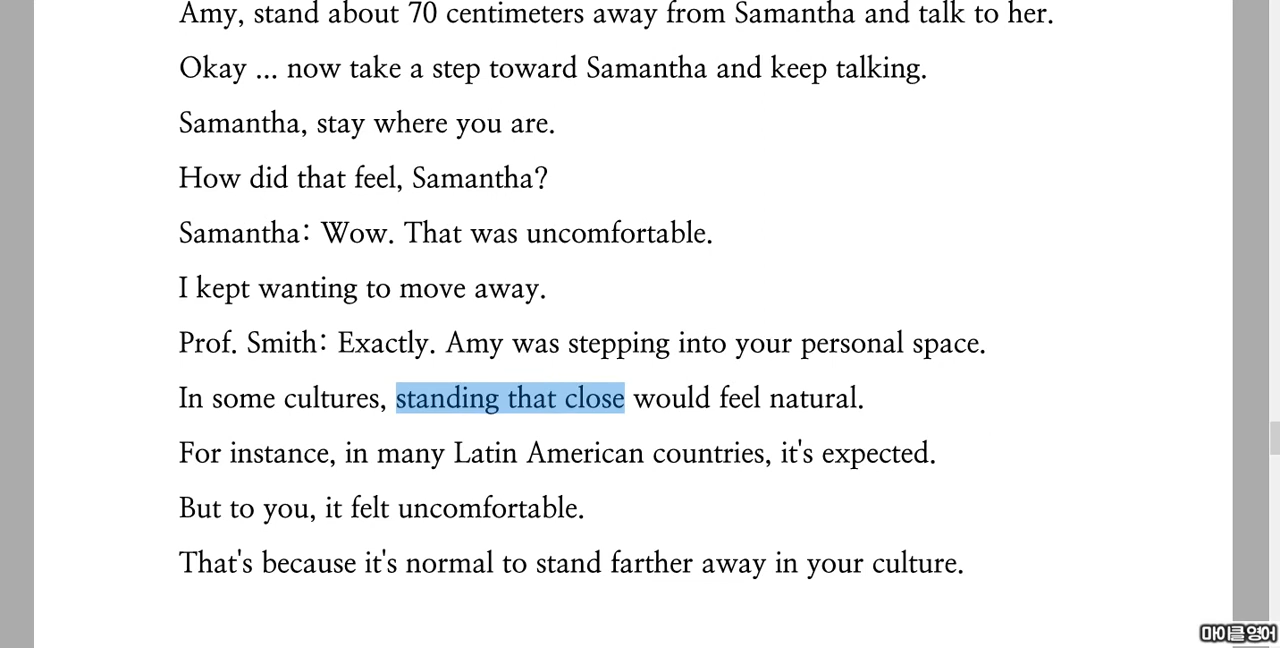 Amy, stand about 70 centimeters away from Samantha and talk to her.
Okay ... now take a step toward Samantha and keep talking.
Samantha, stay where you are.
How did that feel, Samantha?
Samantha: Wow. That was uncomfortable.
I kept wanting to move away.
Prof. Smith: Exactly. Amy was stepping into your personal space.
In some cultures, standing that close would feel natural.
For instance, in many Latin American countries, it's expected.
But to you, it felt uncomfortable.
That's because it's normal to stand farther away in your culture.
마이클영어